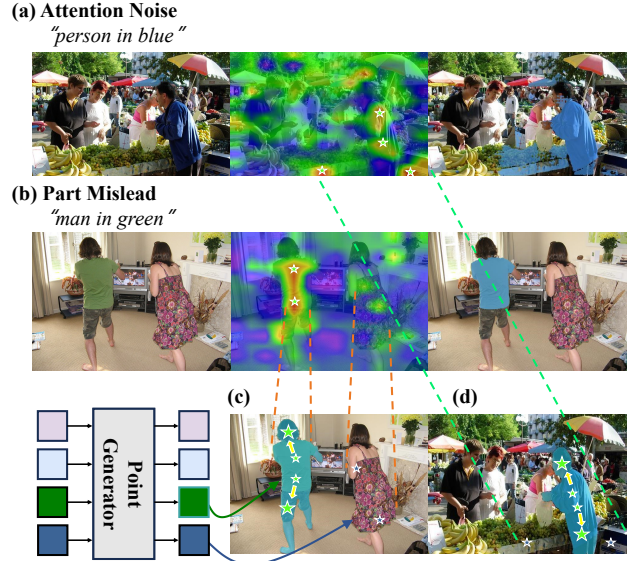 (a) Attention Noise
"person in blue"
(b) Part Mislead
"man in green"
(c)
(d)
Point
Generator